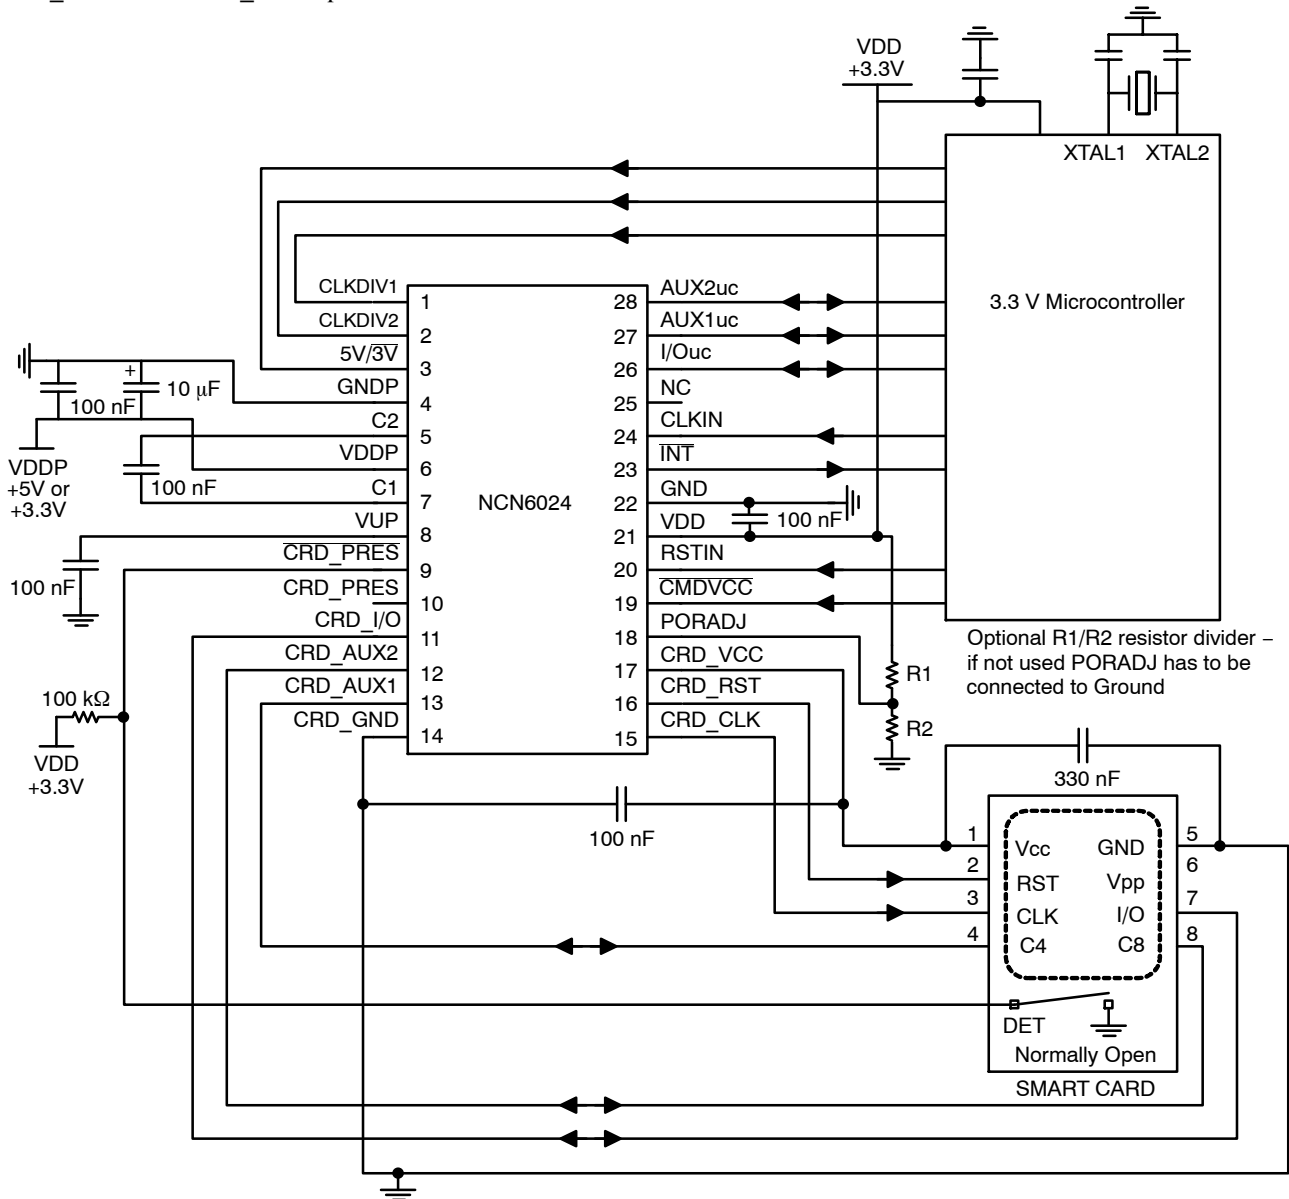 VDD
+3.3V
XTAL1 XTAL2
3.3 V Microcontroller
CLKDIV1
1
CLKDIV2
2
5V/3V
3
GNDP
4
C2
5
VDDP
6
C1
7
VUP
8
CRD_PRES
9
CRD_PRES
10
CRD_I/O
11
CRD_AUX2
12
CRD_AUX1
13
CRD_GND
14
NCN6024
28
AUX2uc
27
AUX1uc
26
I/Ouc
25
NC
24
CLKIN
23
INT
22
GND
21
VDD
20
RSTIN
19
CMDVCC
18
PORADJ
17
CRD_VCC
16
CRD_RST
15
CRD_CLK
+
10 μF
100 nF
VDDP
+5V or
+3.3V
100 nF
100 nF
100 kΩ
VDD
+3.3V
100 nF
R1
R2
Optional R1/R2 resistor divider –
if not used PORADJ has to be
connected to Ground
330 nF
100 nF
1
Vcc
GND
5
2
RST
Vpp
6
3
CLK
I/O
7
4
C4
C8
8
DET
Normally Open
SMART CARD